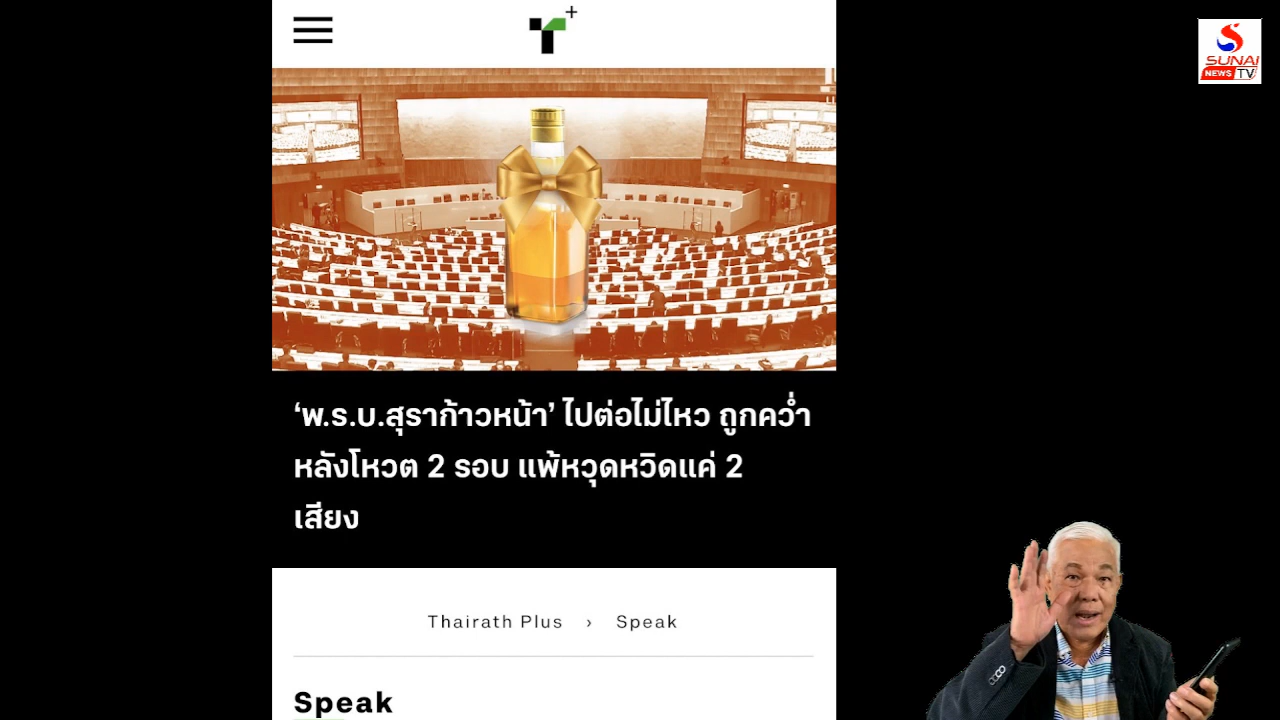 SUNAI
NEWS TV
‘พ.ร.บ.สุราก้าวหน้า’ ไปต่อไม่ไหว ถูกคว่ำ
หลังโหวต 2 รอบ แพ้หวุดหวิดแค่ 2
เสียง
Thairath Plus › Speak
Speak